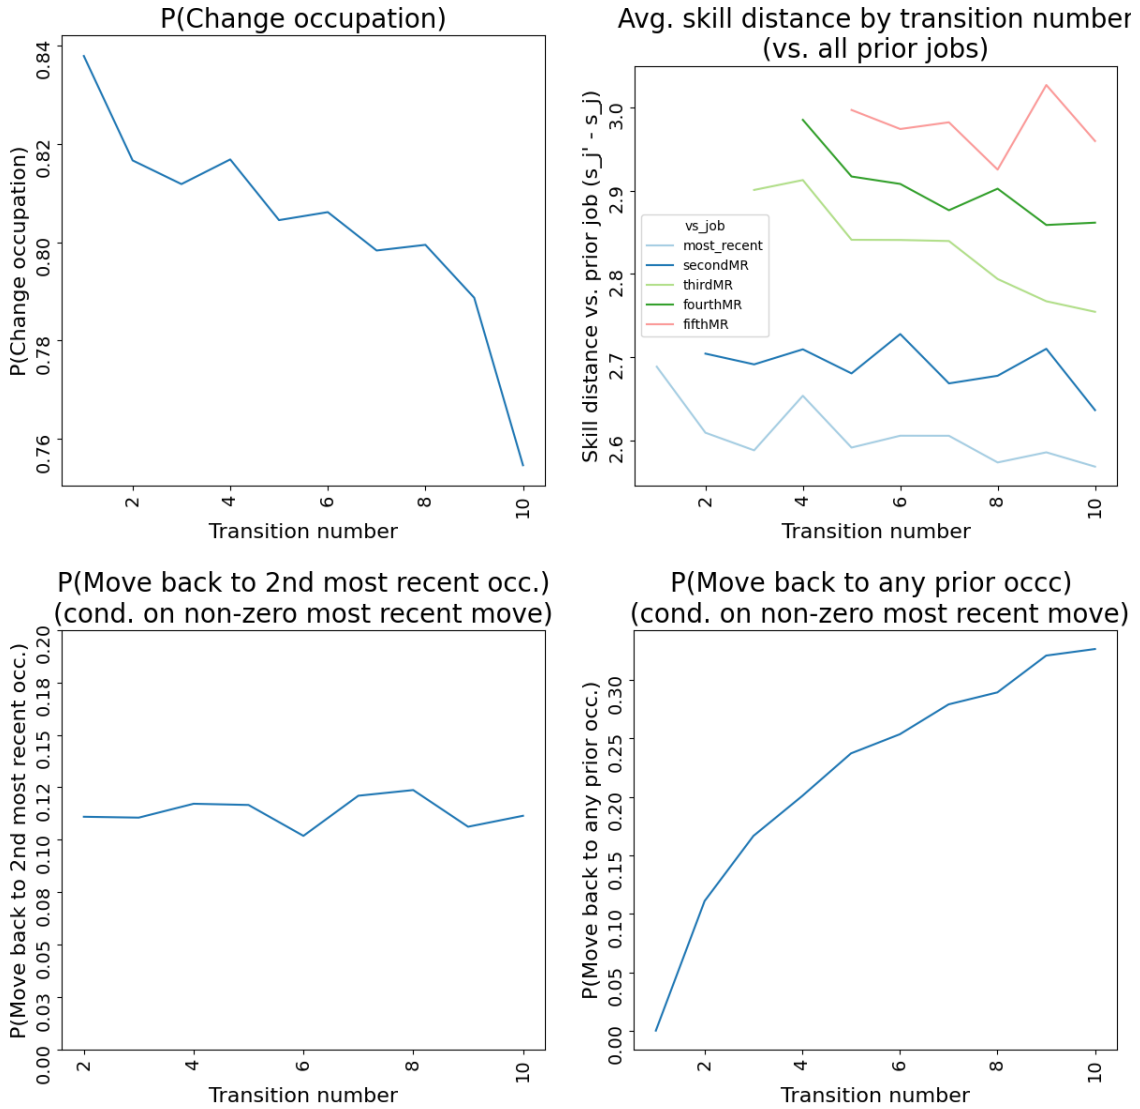 P(Change occupation)
P(Change occupation)
0.84
0.82
0.80
0.78
0.76
2
4
6
8
10
Transition number
Avg. skill distance by transition number
(vs. all prior jobs)
Skill distance vs. prior job (s_j' - s_j)
3.0
2.9
2.8
2.7
2.6
vs_job
most_recent
secondMR
thirdMR
fourthMR
fifthMR
2
4
6
8
10
Transition number
P(Move back to 2nd most recent occ.)
(cond. on non-zero most recent move)
P(Move back to 2nd most recent occ.)
0.20
0.18
0.15
0.12
0.10
0.08
0.05
0.03
0.00
2
4
6
8
10
Transition number
P(Move back to any prior occc)
(cond. on non-zero most recent move)
P(Move back to any prior occ.)
0.30
0.25
0.20
0.15
0.10
0.05
0.00
2
4
6
8
10
Transition number